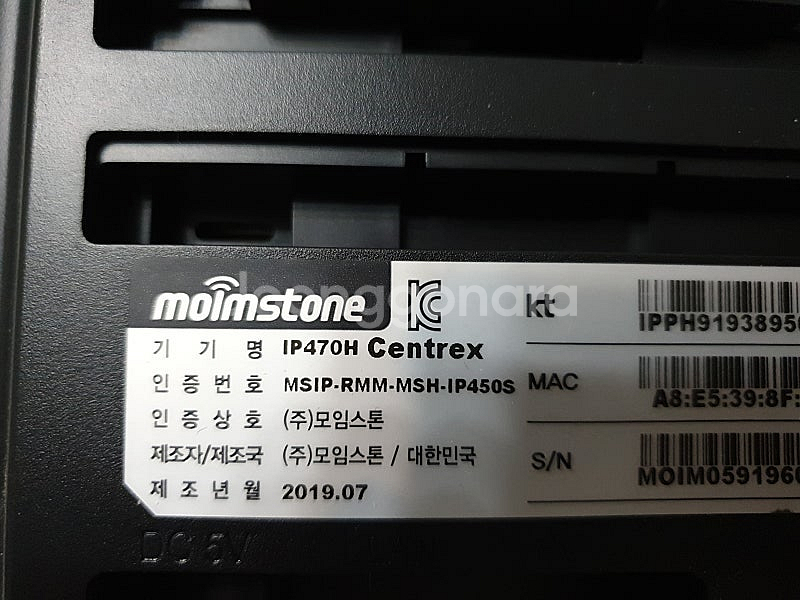 moimstone
joonggonara
kt
IPPH91938950
기 기 명 IP470H Centrex
인 증 번 호 MSIP-RMM-MSH-IP450S
MAC
A8:E5:39:8F:
인 증 상 호 (주)모임스톤
제조자/제조국 (주)모임스톤 / 대한민국
S/N
MOIM0591960
제 조 년 월 2019.07
DC 5V